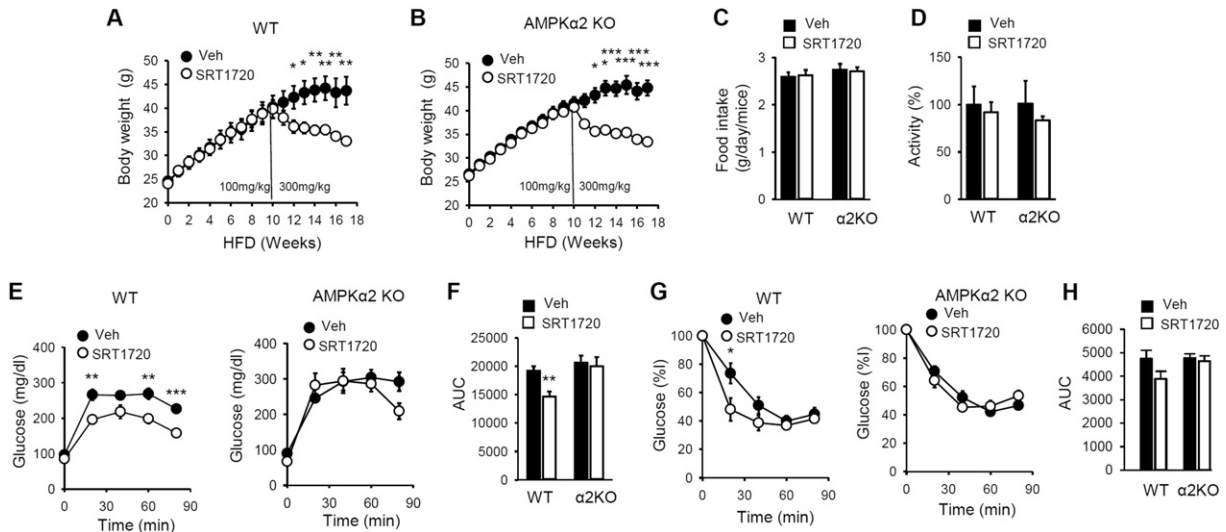 A
WT
Veh
SRT1720
* * ** ** ** **
Body weight (g)
45
40
35
30
25
20
100mg/kg
300mg/kg
0 2 4 6 8 10 12 14 16 18
HFD (Weeks)
B
AMPKα2 KO
Veh
SRT1720
* * *** *** *** ***
Body weight (g)
45
40
35
30
25
20
100mg/kg
300mg/kg
0 2 4 6 8 10 12 14 16 18
HFD (Weeks)
C
Veh
SRT1720
Food intake
(g/day/mice)
3
2
1
0
WT α2KO
D
Veh
SRT1720
Activity (%)
150
100
50
0
WT α2KO
E
WT
Veh
SRT1720
Glucose (mg/dl)
400
300
200
100
0
** ** ***
0 30 60 90
Time (min)
AMPKα2 KO
Veh
SRT1720
Glucose (mg/dl)
400
300
200
100
0
0 30 60 90
Time (min)
F
Veh
SRT1720
AUC
25000
20000
15000
10000
5000
0
**
WT α2KO
G
WT
Veh
SRT1720
Glucose (%I)
100
80
60
40
20
0
*
0 30 60 90
Time (min)
AMPKα2 KO
Veh
SRT1720
Glucose (%I)
100
80
60
40
20
0
0 30 60 90
Time (min)
H
Veh
SRT1720
AUC
6000
5000
4000
3000
2000
1000
0
WT α2KO